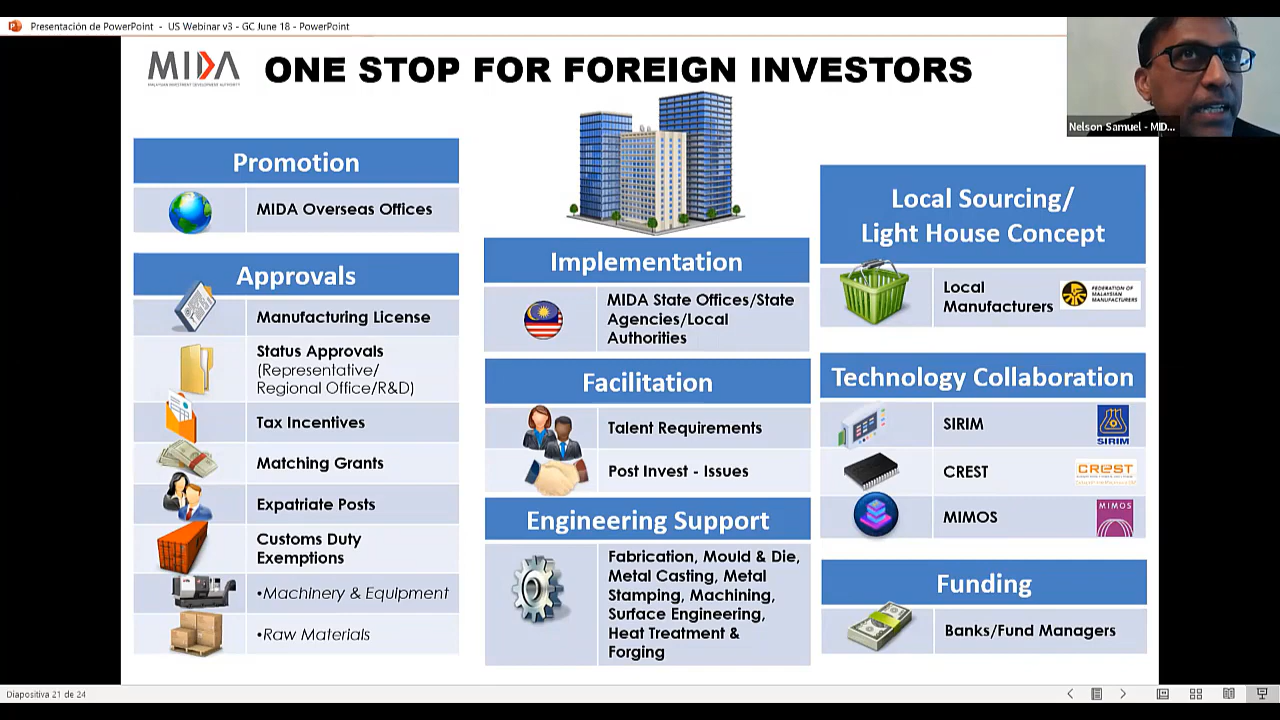 Presentación de PowerPoint - US Webinar v3 - GC June 18 - PowerPoint
MIDA
MALAYSIAN INVESTMENT DEVELOPMENT AUTHORITY
ONE STOP FOR FOREIGN INVESTORS
Nelson Samuel - MID...
Promotion
MIDA Overseas Offices
Approvals
Manufacturing License
Status Approvals
(Representative/
Regional Office/R&D)
Tax Incentives
Matching Grants
Expatriate Posts
Customs Duty
Exemptions
•Machinery & Equipment
•Raw Materials
Implementation
MIDA State Offices/State
Agencies/Local
Authorities
Facilitation
Talent Requirements
Post Invest - Issues
Engineering Support
Fabrication, Mould & Die,
Metal Casting, Metal
Stamping, Machining,
Surface Engineering,
Heat Treatment &
Forging
Local Sourcing/
Light House Concept
Local
Manufacturers
FEDERATION OF
MALAYSIAN
MANUFACTURERS
Technology Collaboration
SIRIM
SIRIM
CREST
CREST
MIMOS
MIMOS
Funding
Banks/Fund Managers
Diapositiva 21 de 24